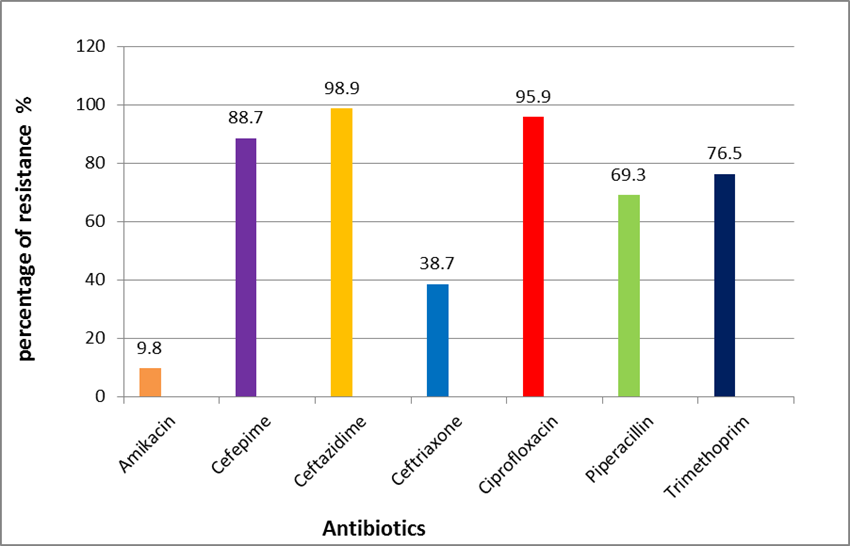 percentage of resistance %
120
100
80
60
40
20
0
9.8
88.7
98.9
38.7
95.9
69.3
76.5
Amikacin
Cefepime
Ceftazidime
Ceftriaxone
Ciprofloxacin
Piperacillin
Trimethoprim
Antibiotics